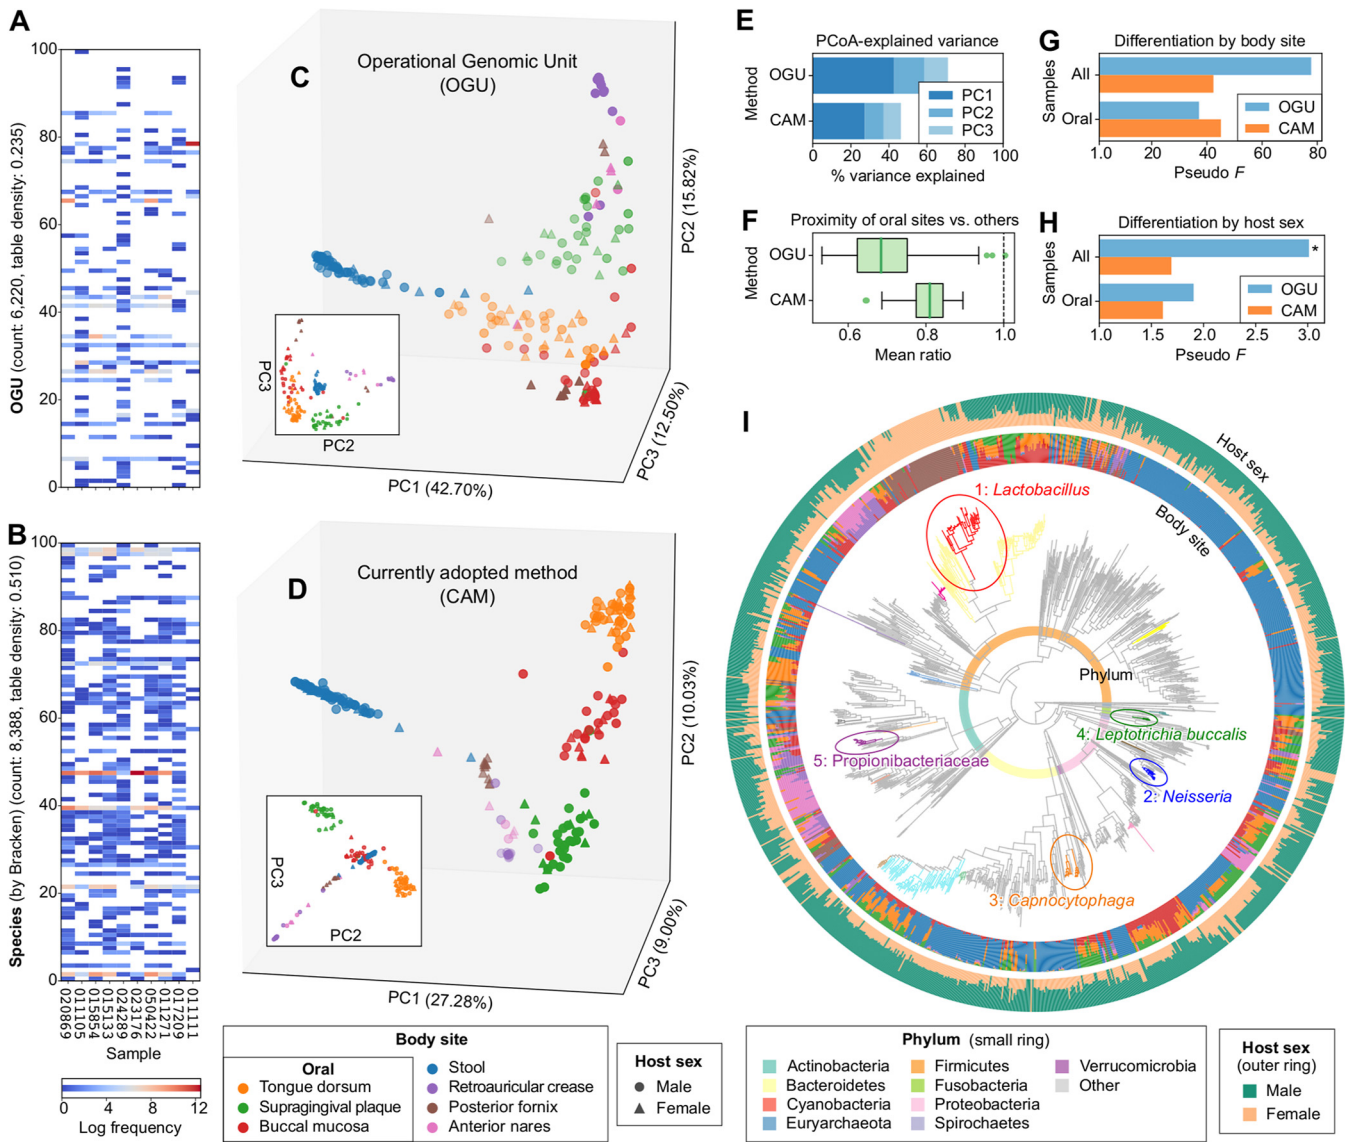 A
OGU (count: 6,220, table density: 0.235)
100
80
60
40
20
0
B
Species (by Bracken) (count: 8,388, table density: 0.510)
100
80
60
40
20
0
020869
011105
015854
015133
024289
023176
050422
011271
017209
011111
Sample
0 4 8 12
Log frequency
C
Operational Genomic Unit
(OGU)
PC1 (42.70%)
PC2 (15.82%)
PC3 (12.50%)
PC3
PC2
D
Currently adopted method
(CAM)
PC1 (27.28%)
PC2 (10.03%)
PC3 (9.00%)
PC3
PC2
Body site
Oral
Tongue dorsum
Supragingival plaque
Buccal mucosa
Stool
Retroauricular crease
Posterior fornix
Anterior nares
Host sex
Male
Female
E
PCoA-explained variance
Method
OGU
CAM
PC1
PC2
PC3
0 20 40 60 80 100
% variance explained
F
Proximity of oral sites vs. others
Method
OGU
CAM
0.6 0.8 1.0
Mean ratio
G
Differentiation by body site
Samples
All
Oral
OGU
CAM
1.0 20 40 60 80
Pseudo F
H
Differentiation by host sex
Samples
All
Oral
*
OGU
CAM
1.0 1.5 2.0 2.5 3.0
Pseudo F
I
Host sex
Body site
Phylum
1: Lactobacillus
4: Leptotrichia buccalis
5: Propionibacteriaceae
2: Neisseria
3: Capnocytophaga
Phylum (small ring)
Actinobacteria
Bacteroidetes
Cyanobacteria
Euryarchaeota
Firmicutes
Fusobacteria
Proteobacteria
Spirochaetes
Verrucomicrobia
Other
Host sex
(outer ring)
Male
Female